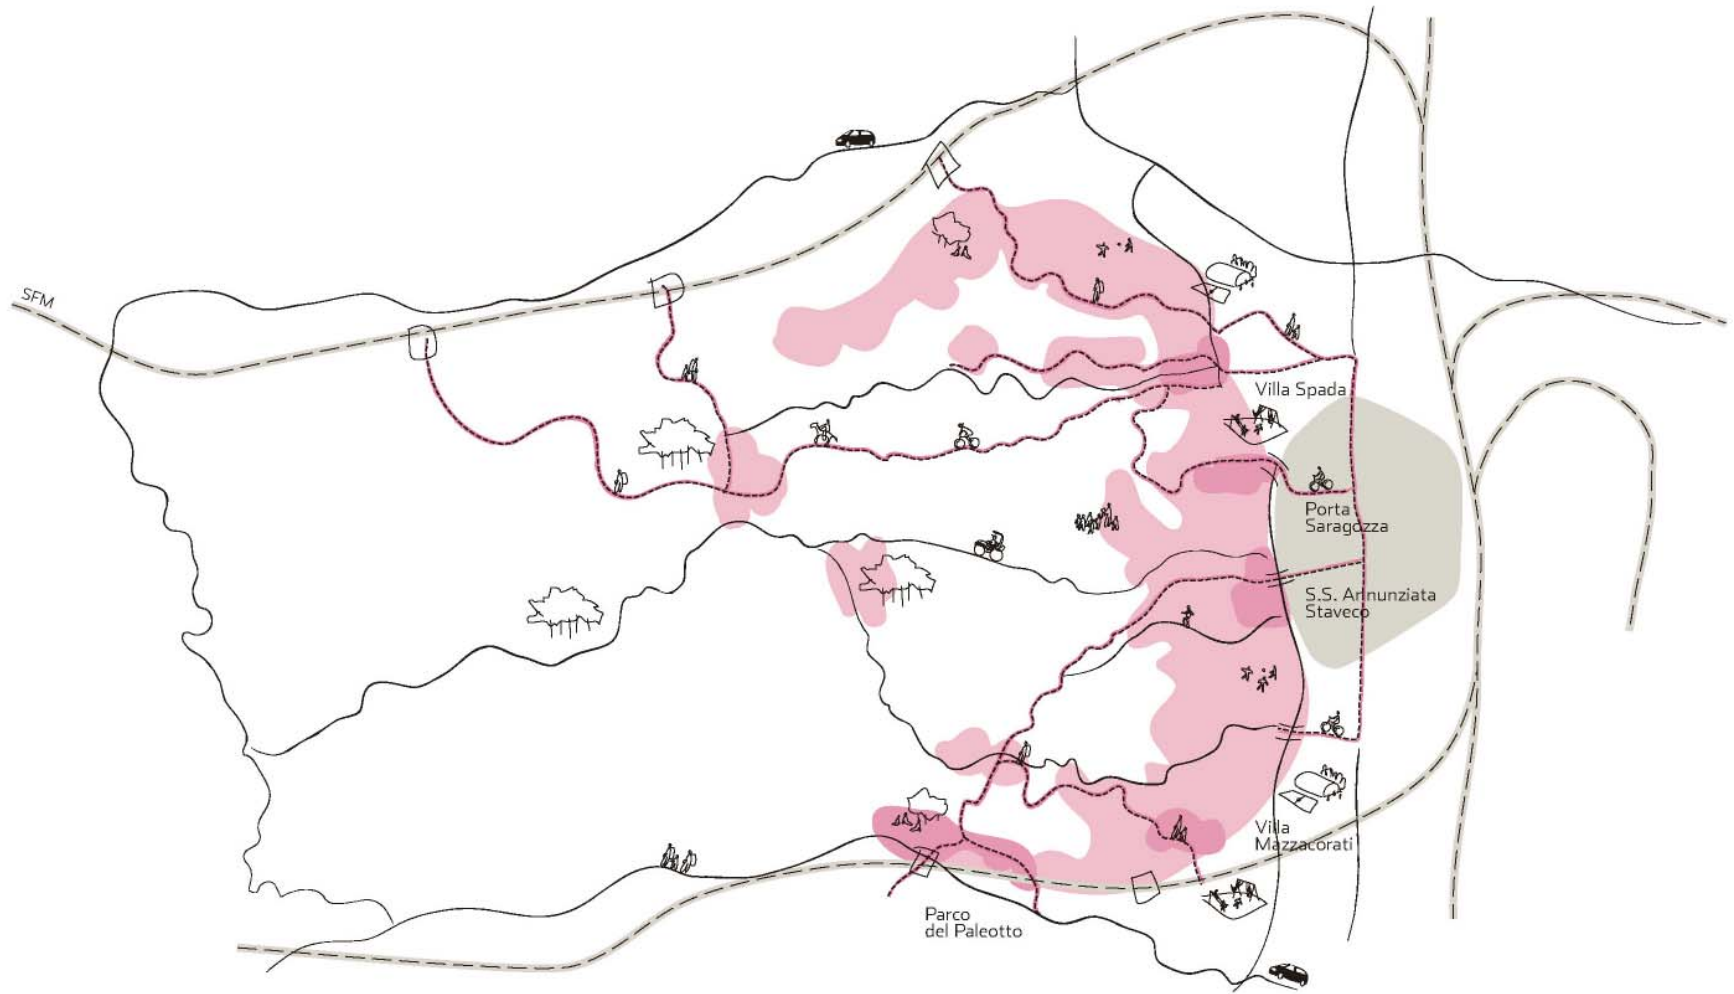 SFM
Villa Spada
Porta
Saragozza
S.S. Annunziata
Staveco
Villa
Mazzacorati
Parco
del Paleotto